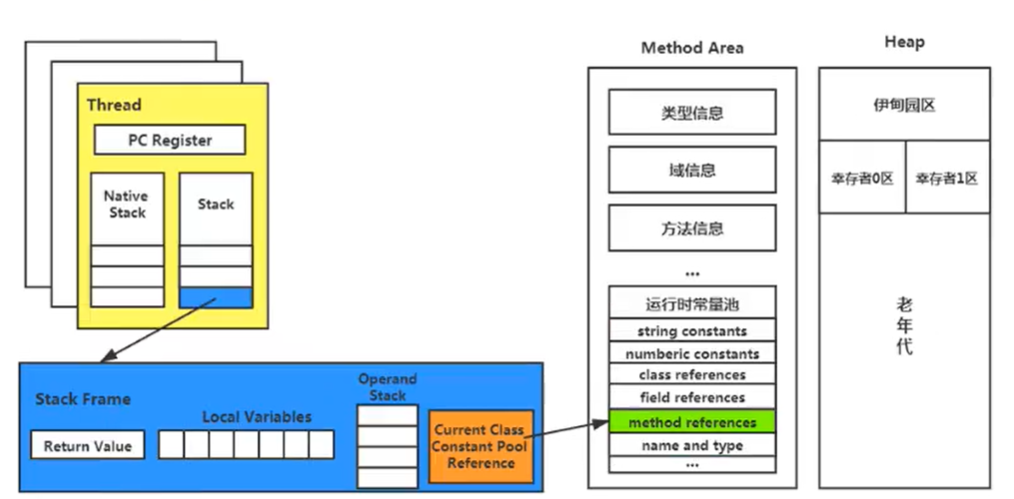 Thread
PC Register
Native
Stack
Stack
Stack Frame
Return Value
Local Variables
Operand
Stack
Current Class
Constant Pool
Reference
Method Area
类型信息
域信息
方法信息
...
运行时常量池
string constants
numberic constants
class references
field references
method references
name and type
...
Heap
伊甸园区
幸存者0区
幸存者1区
老
年
代